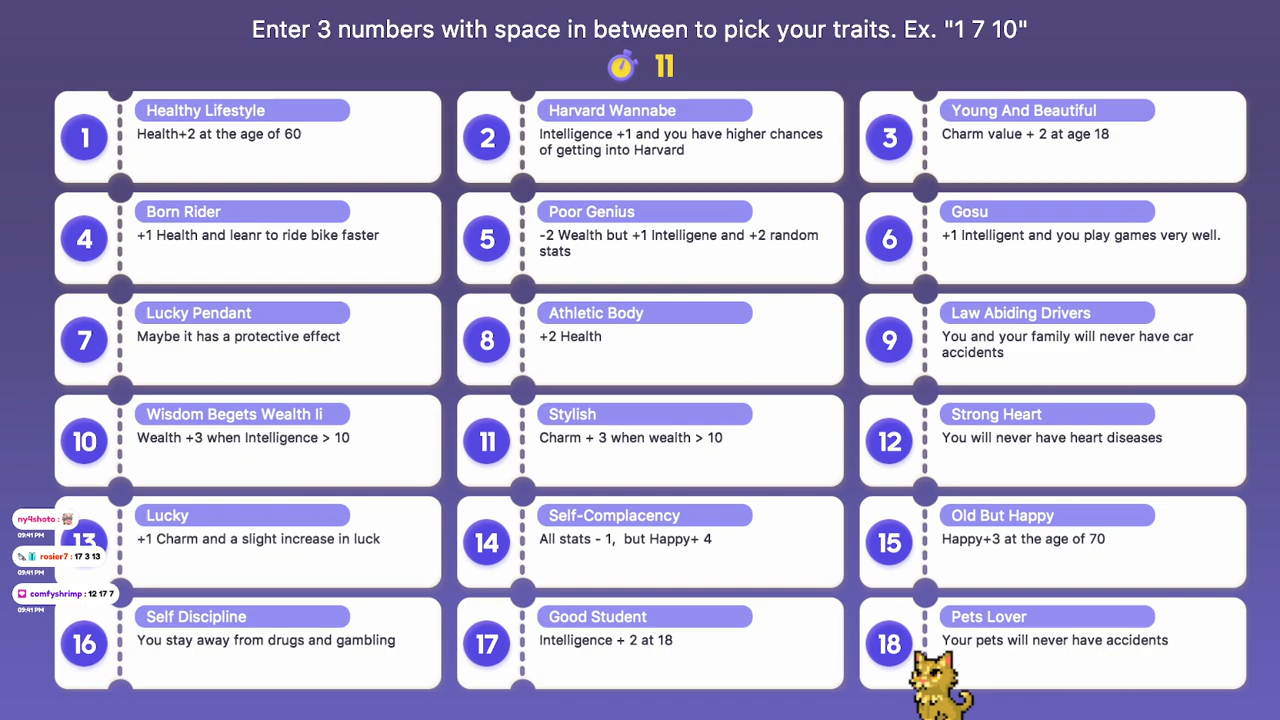 Enter 3 numbers with space in between to pick your traits. Ex. "1 7 10"
11
1
Healthy Lifestyle
Health+2 at the age of 60
2
Harvard Wannabe
Intelligence +1 and you have higher chances
of getting into Harvard
3
Young And Beautiful
Charm value + 2 at age 18
4
Born Rider
+1 Health and leanr to ride bike faster
5
Poor Genius
-2 Wealth but +1 Intelligene and +2 random
stats
6
Gosu
+1 Intelligent and you play games very well.
7
Lucky Pendant
Maybe it has a protective effect
8
Athletic Body
+2 Health
9
Law Abiding Drivers
You and your family will never have car
accidents
10
Wisdom Begets Wealth Ii
Wealth +3 when Intelligence > 10
11
Stylish
Charm + 3 when wealth > 10
12
Strong Heart
You will never have heart diseases
13
Lucky
+1 Charm and a slight increase in luck
14
Self-Complacency
All stats - 1,  but Happy+ 4
15
Old But Happy
Happy+3 at the age of 70
16
Self Discipline
You stay away from drugs and gambling
17
Good Student
Intelligence + 2 at 18
18
Pets Lover
Your pets will never have accidents
ny4shoto :
09:41 PM
rosier7 : 17 3 13
09:41 PM
comfyshrimp : 12 17 7
09:41 PM